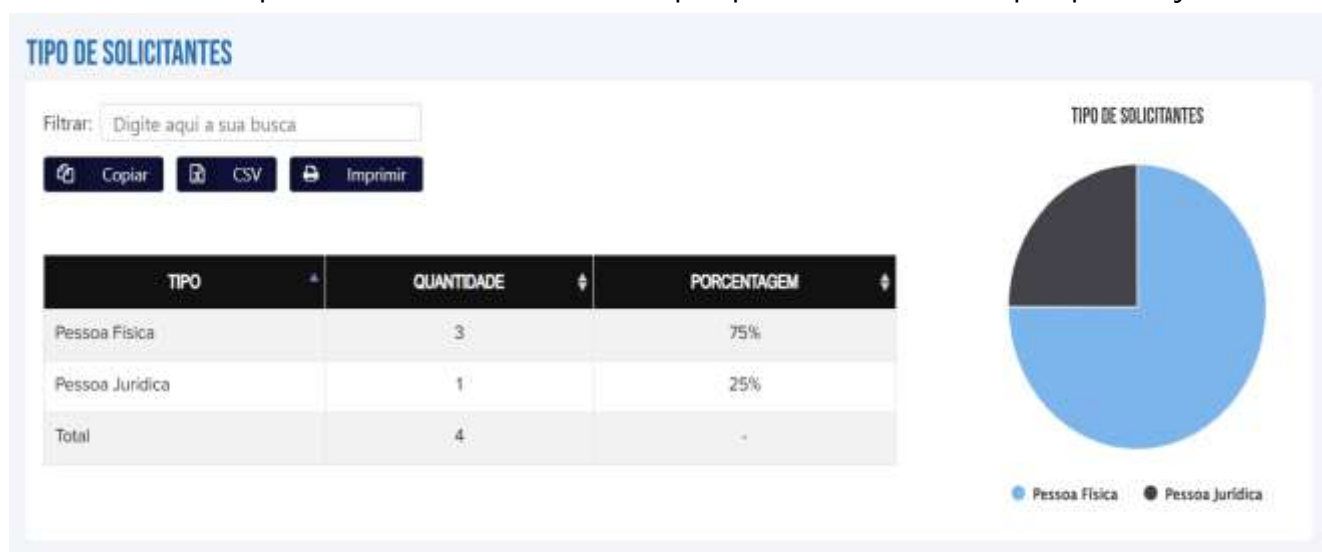 TIPO DE SOLICITANTES
Filtrar: Digite aqui a sua busca
Copiar CSV Imprimir
TIPO QUANTIDADE PORCENTAGEM
Pessoa Física 3 75%
Pessoa Jurídica 1 25%
Total 4 -
TIPO DE SOLICITANTES
Pessoa Física Pessoa Jurídica